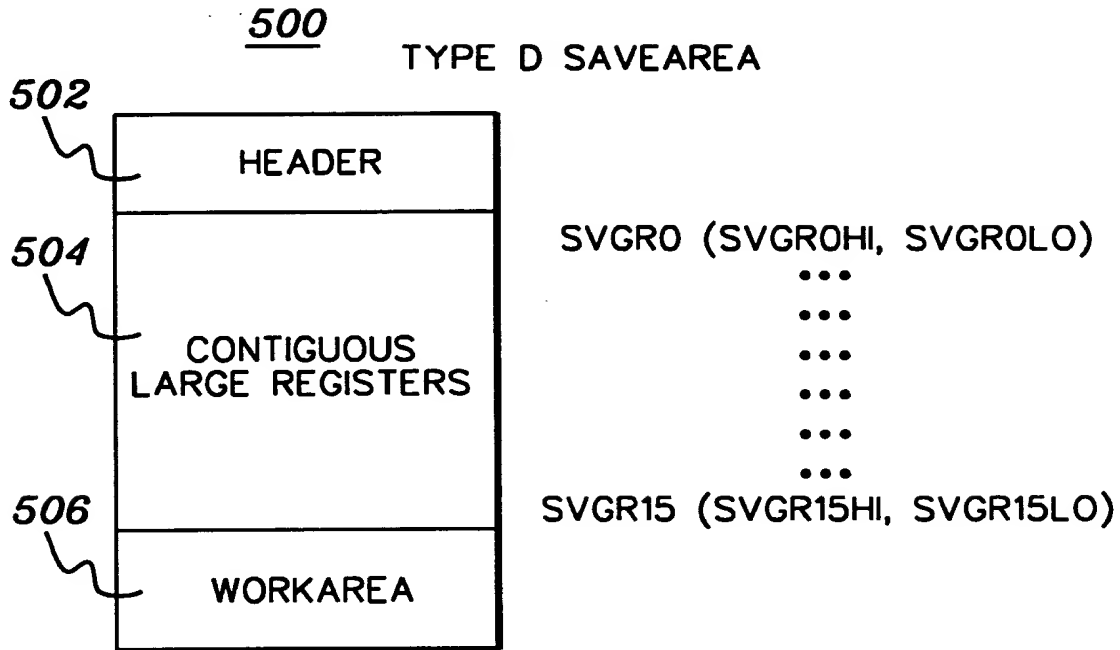 500
TYPE D SAVEAREA
502
HEADER
504
SVGR0 (SVGR0HI, SVGR0LO)
CONTIGUOUS
LARGE REGISTERS
506
SVGR15 (SVGR15HI, SVGR15LO)
WORKAREA